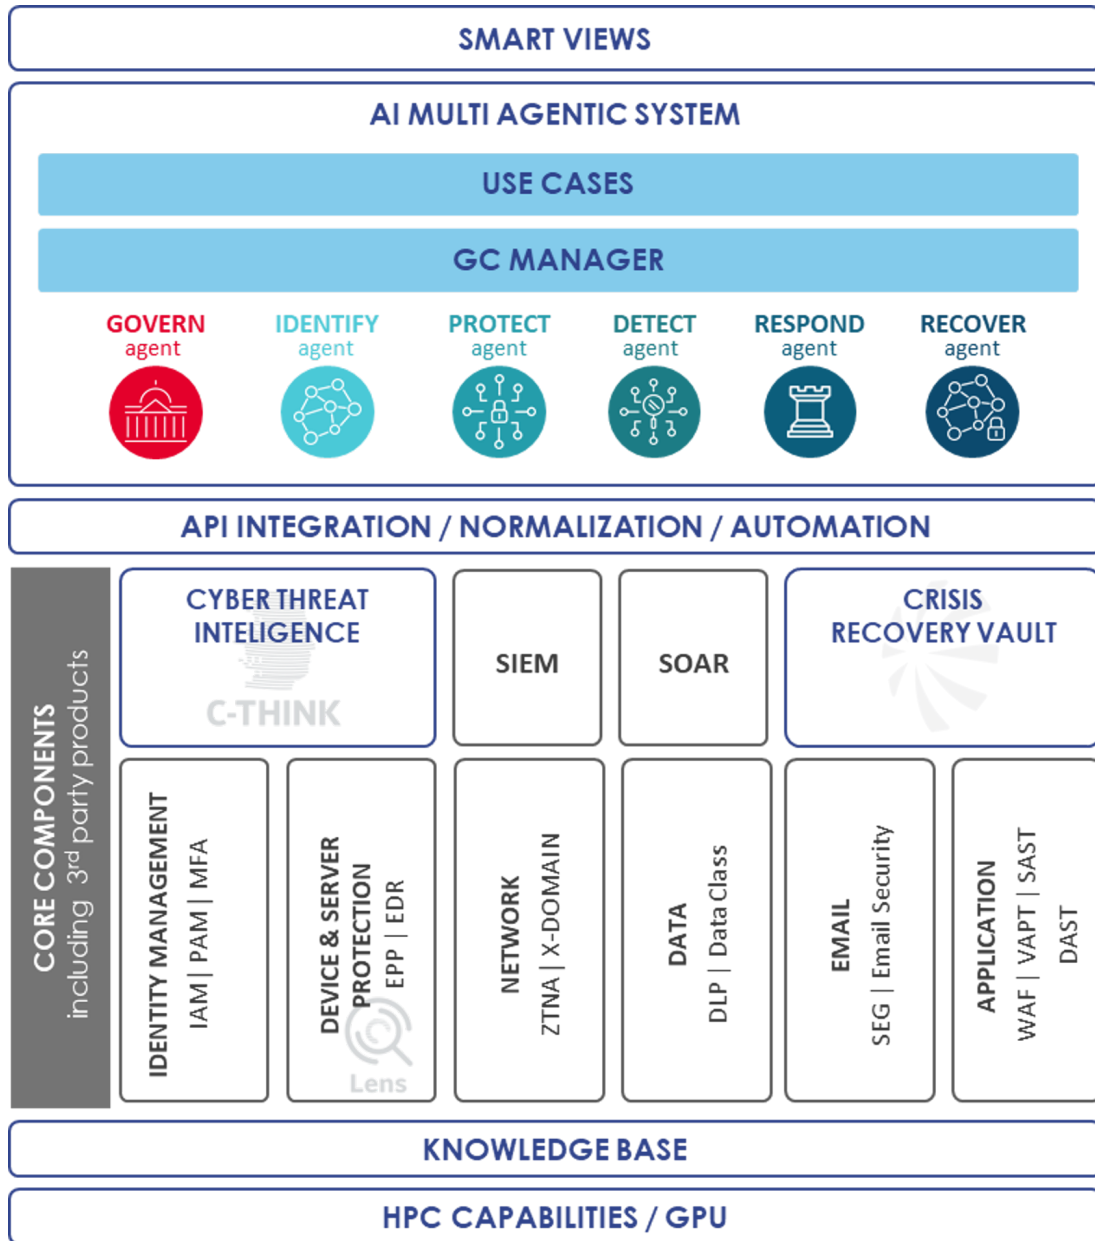 SMART VIEWS
AI MULTI AGENTIC SYSTEM
USE CASES
GC MANAGER
GOVERN
agent
IDENTIFY
agent
PROTECT
agent
DETECT
agent
RESPOND
agent
RECOVER
agent
API INTEGRATION / NORMALIZATION / AUTOMATION
CORE COMPONENTS
including 3rd party products
CYBER THREAT
INTELIGENCE
C-THINK
SIEM
SOAR
CRISIS
RECOVERY VAULT
IDENTITY MANAGEMENT
IAM | PAM | MFA
DEVICE & SERVER
PROTECTION
EPP | EDR
Lens
NETWORK
ZTNA | X-DOMAIN
DATA
DLP | Data Class
EMAIL
SEG | Email Security
APPLICATION
WAF | VAPT | SAST
DAST
KNOWLEDGE BASE
HPC CAPABILITIES / GPU